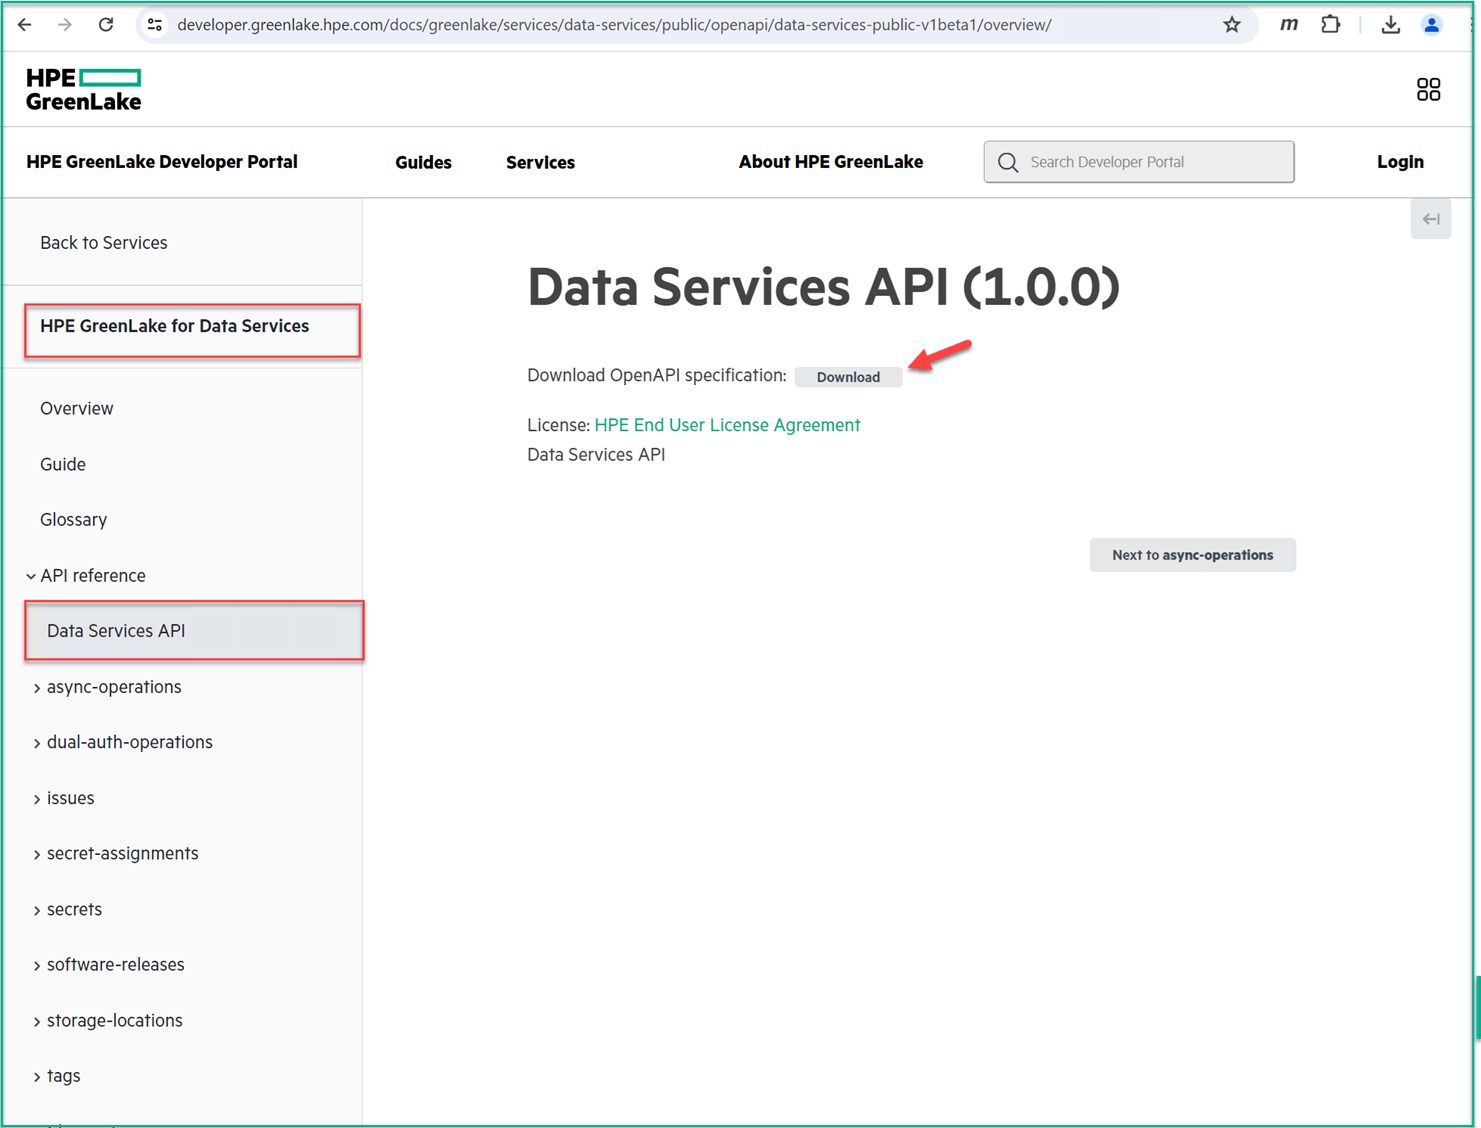 developer.greenlake.hpe.com/docs/greenlake/services/data-services/public/openapi/data-services-public-v1beta1/overview/
m
HPE
GreenLake
HPE GreenLake Developer Portal
Guides
Services
About HPE GreenLake
Search Developer Portal
Login
Back to Services
HPE GreenLake for Data Services
Overview
Guide
Glossary
API reference
Data Services API
async-operations
dual-auth-operations
issues
secret-assignments
secrets
software-releases
storage-locations
tags
Data Services API (1.0.0)
Download OpenAPI specification: Download
License: HPE End User License Agreement
Data Services API
Next to async-operations